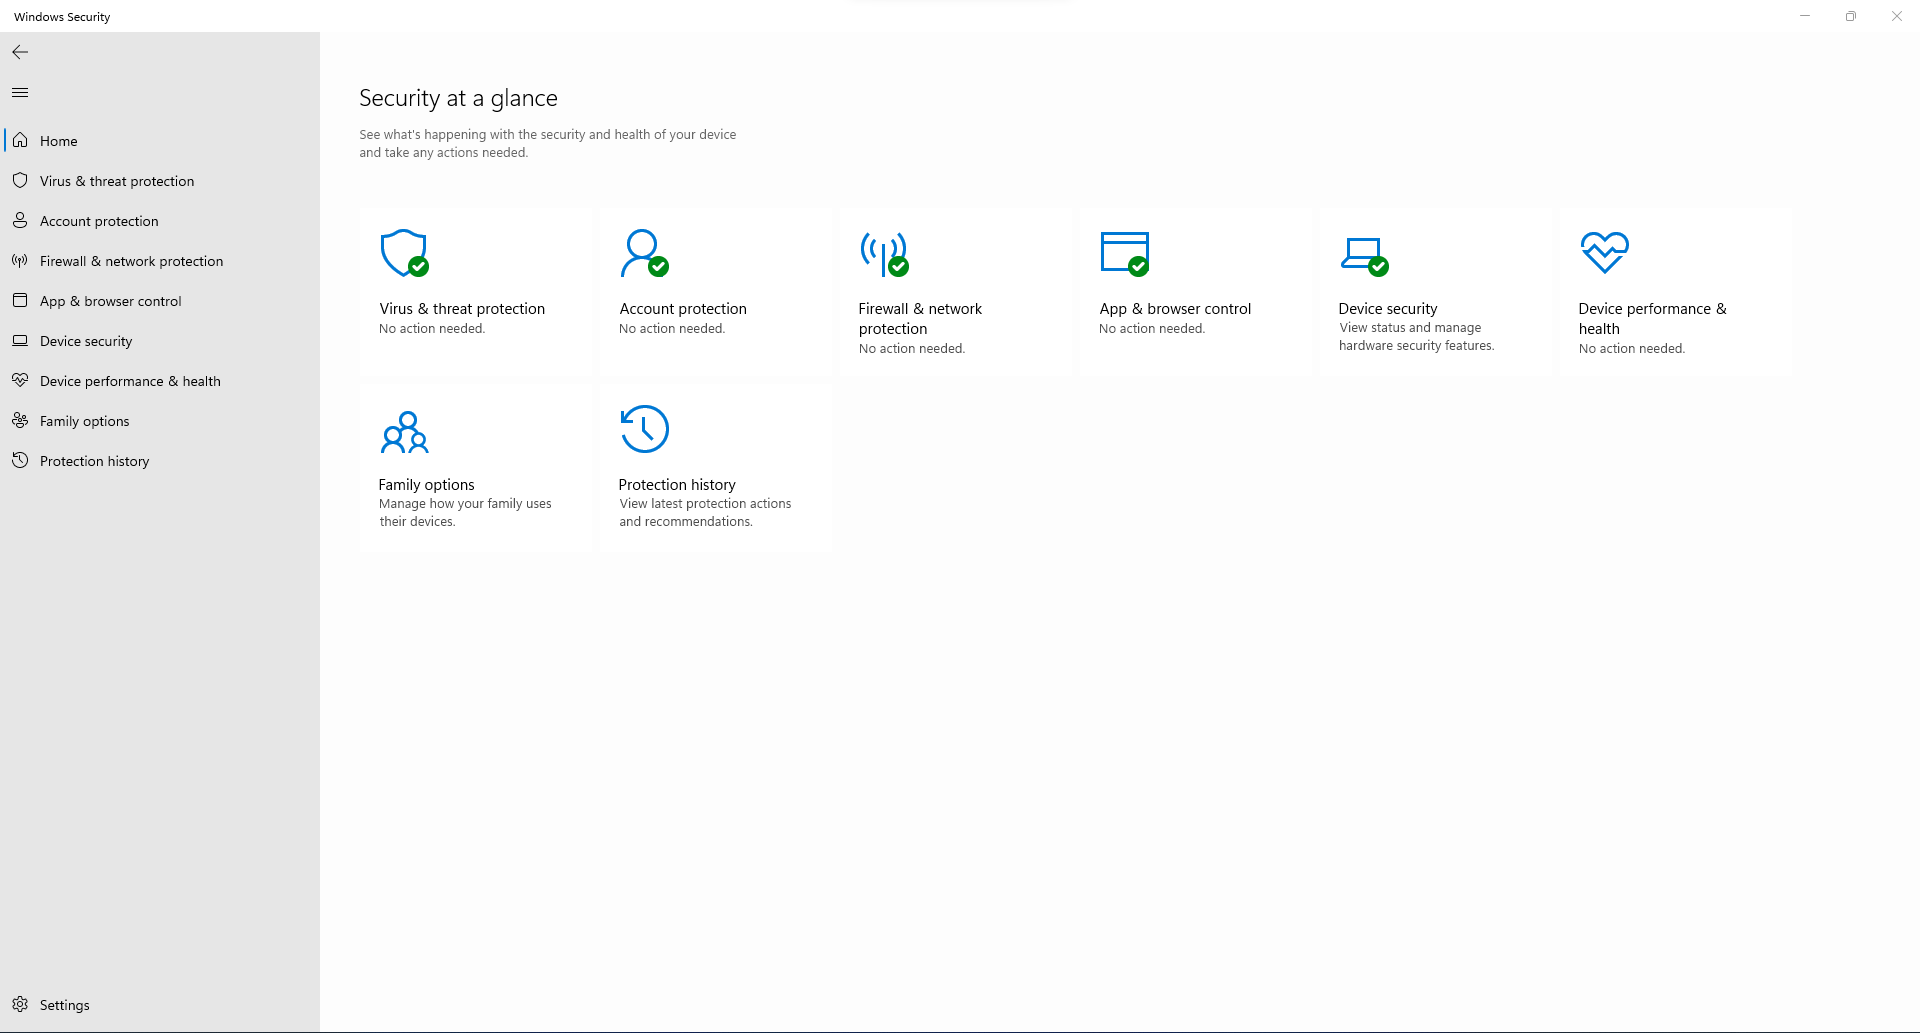 Windows Security
Home
Virus & threat protection
Account protection
Firewall & network protection
App & browser control
Device security
Device performance & health
Family options
Protection history
Settings
Security at a glance
See what's happening with the security and health of your device
and take any actions needed.
Virus & threat protection
No action needed.
Account protection
No action needed.
Firewall & network
protection
No action needed.
App & browser control
No action needed.
Device security
View status and manage
hardware security features.
Device performance &
health
No action needed.
Family options
Manage how your family uses
their devices.
Protection history
View latest protection actions
and recommendations.